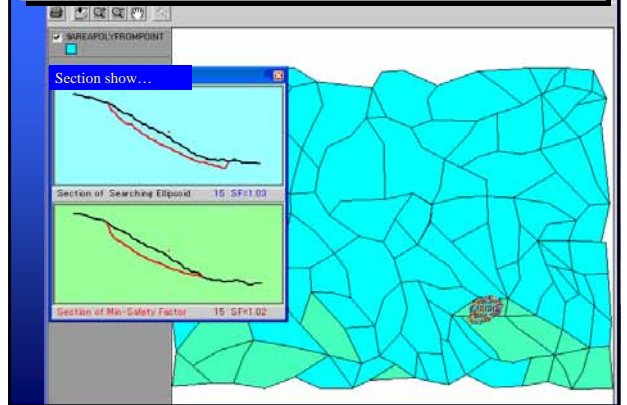 9AREAPOLYFROMPOINT
Section show…
Section of Searching Ellipsoid 15 SF=1.03
Section of Min-Safety Factor 15 SF=1.02